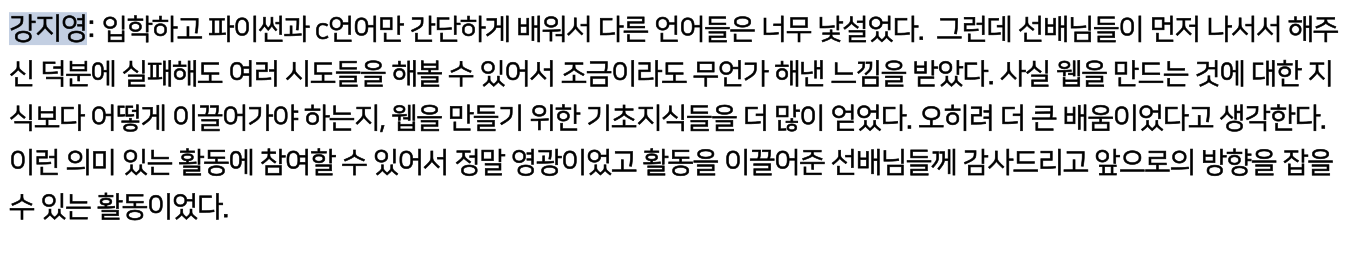 강지영: 입학하고 파이썬과 c언어만 간단하게 배워서 다른 언어들은 너무 낯설었다. 그런데 선배님들이 먼저 나서서 해주
신 덕분에 실패해도 여러 시도들을 해볼 수 있어서 조금이라도 무언가 해낸 느낌을 받았다. 사실 웹을 만드는 것에 대한 지
식보다 어떻게 이끌어가야 하는지, 웹을 만들기 위한 기초지식들을 더 많이 얻었다. 오히려 더 큰 배움이었다고 생각한다.
이런 의미 있는 활동에 참여할 수 있어서 정말 영광이었고 활동을 이끌어준 선배님들께 감사드리고 앞으로의 방향을 잡을
수 있는 활동이었다.